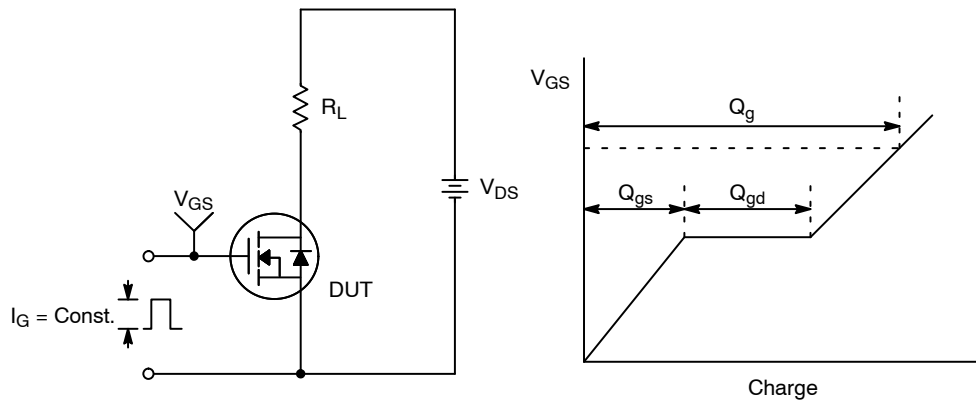 R_L
V_GS
V_DS
DUT
I_G = Const.
V_GS
Q_g
Q_gs
Q_gd
Charge